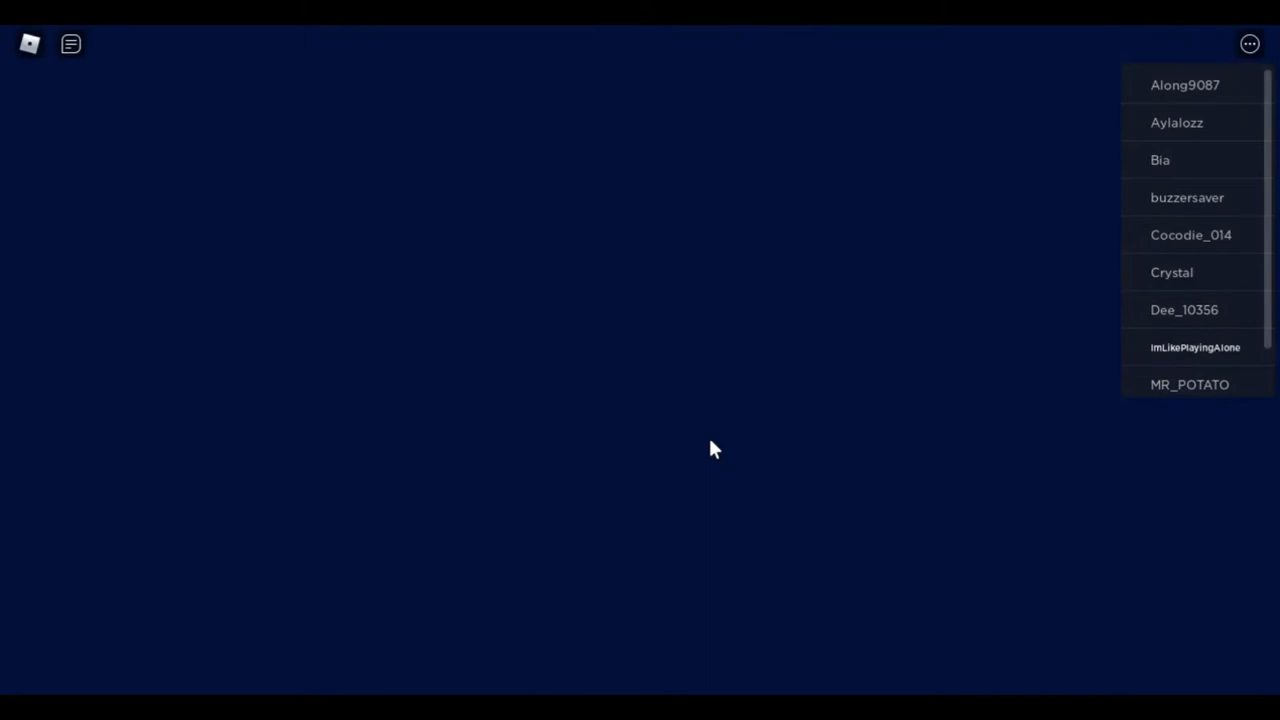 Along9087
Aylalozz
Bia
buzzersaver
Cocodie_014
Crystal
Dee_10356
ImLikePlayingAlone
MR_POTATO